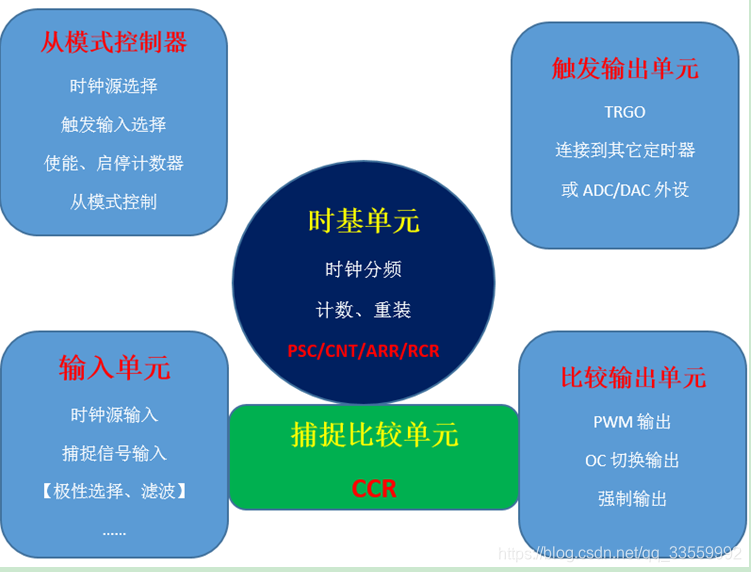 从模式控制器
时钟源选择
触发输入选择
使能、启停计数器
从模式控制
触发输出单元
TRGO
连接到其它定时器
或 ADC/DAC 外设
时基单元
时钟分频
计数、重装
PSC/CNT/ARR/RCR
输入单元
时钟源输入
捕捉信号输入
【极性选择、滤波】
......
捕捉比较单元
CCR
比较输出单元
PWM 输出
OC 切换输出
强制输出
https://blog.csdn.net/qq_33559992